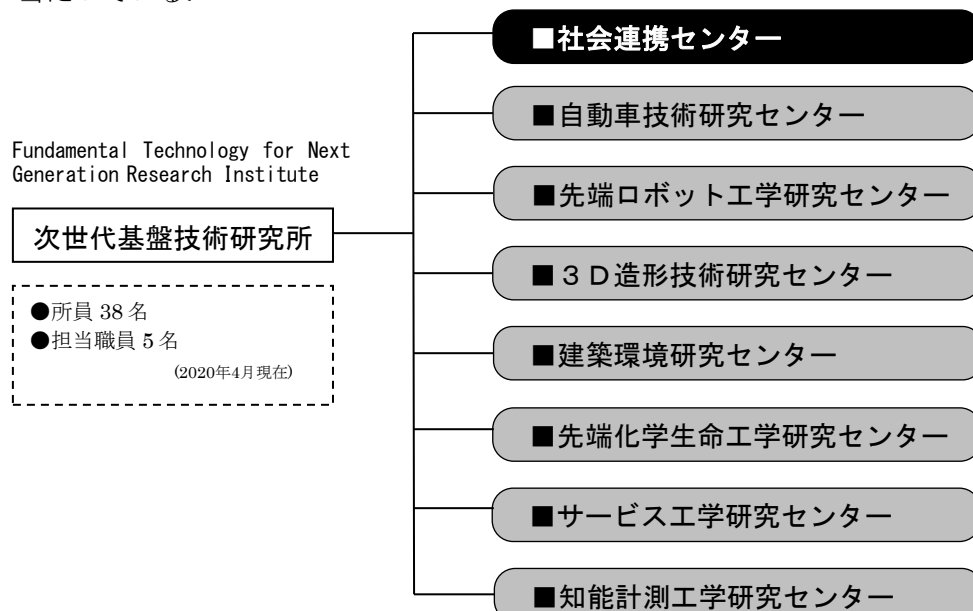 ■社会連携センター
■自動車技術研究センター
Fundamental Technology for Next
Generation Research Institute
■先端ロボット工学研究センター
次世代基盤技術研究所
■３Ｄ造形技術研究センター
●所員 38 名
●担当職員 5 名
(2020年4月現在)
■建築環境研究センター
■先端化学生命工学研究センター
■サービス工学研究センター
■知能計測工学研究センター